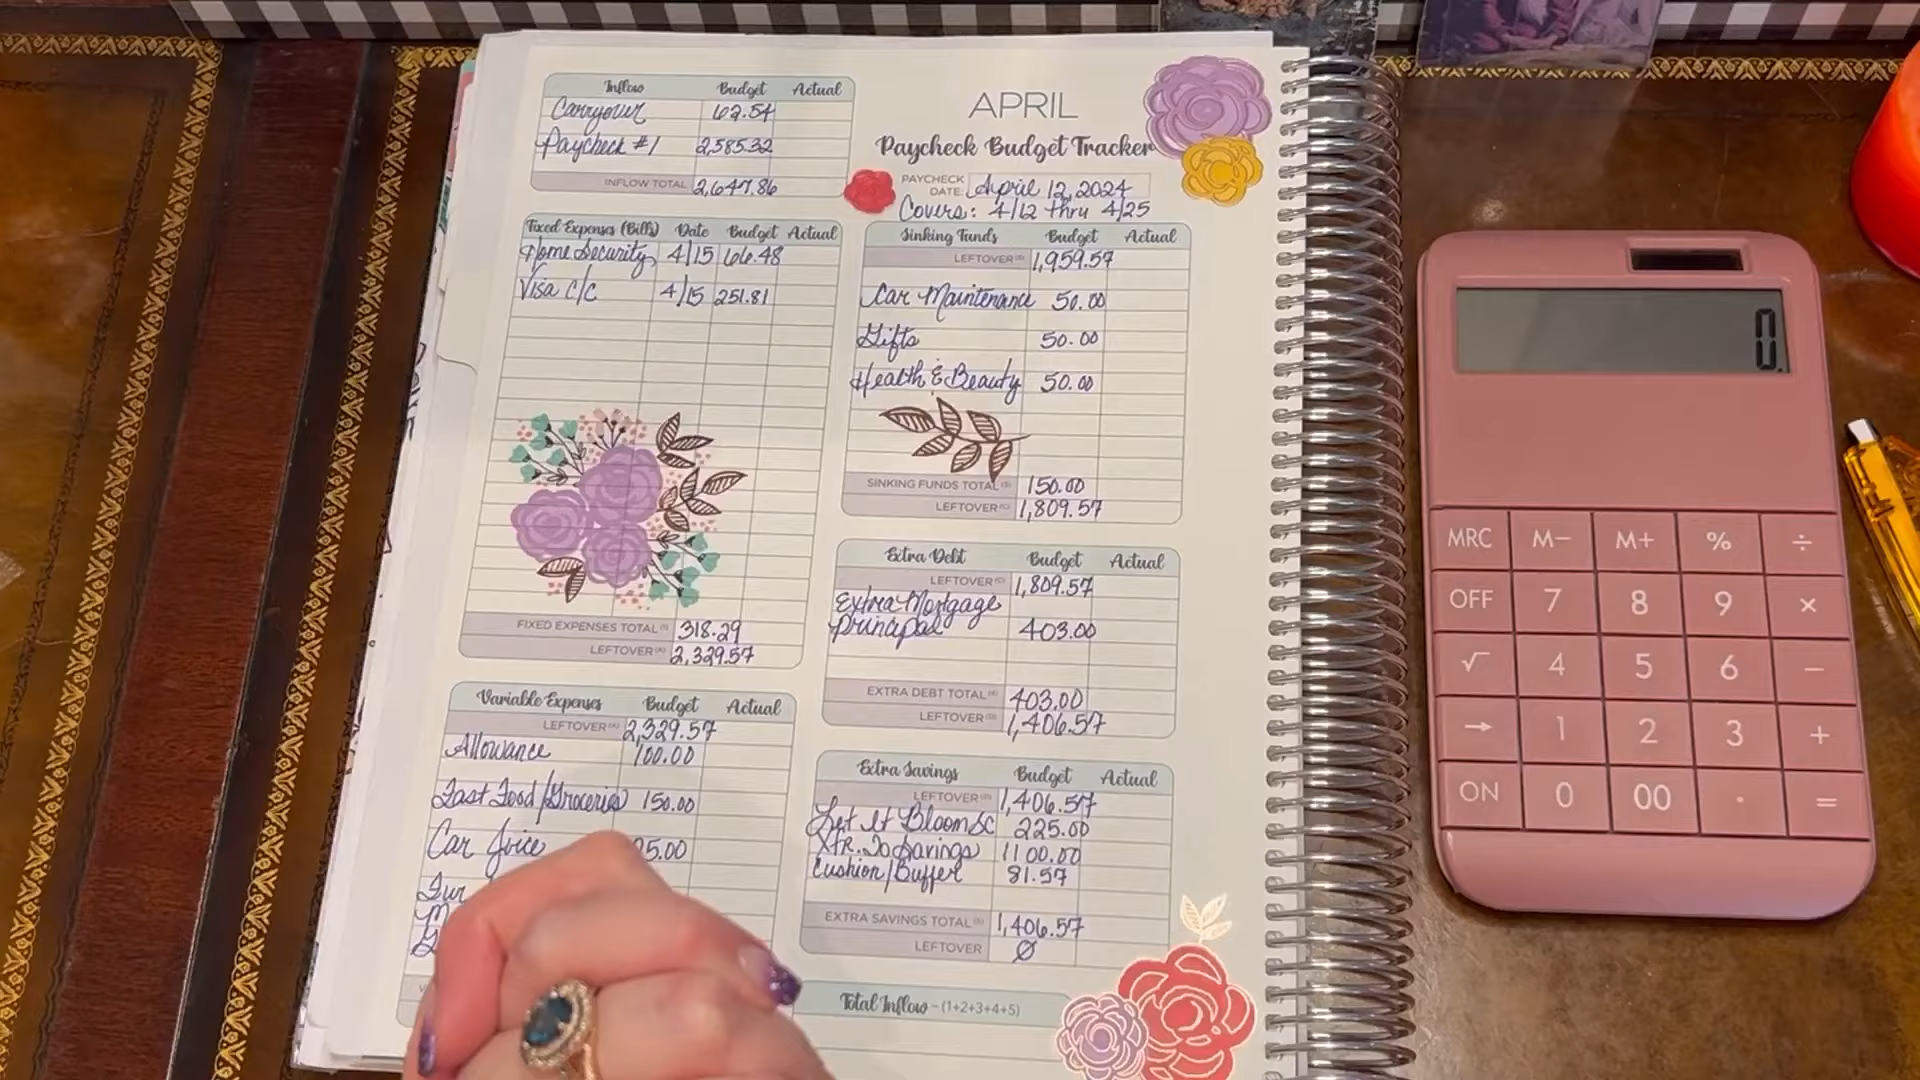 APRIL
Paycheck Budget Tracker
PAYCHECK DATE: April 12, 2024
Covers: 4/12 thru 4/25
Inflow Budget Actual
Carryover 62.54
Paycheck #1 2,585.32
INFLOW TOTAL 2,647.86
Fixed Expenses (Bills) Date Budget Actual
Home Security 4/15 66.48
Visa c/c 4/15 251.81
FIXED EXPENSES TOTAL (1) 318.29
LEFTOVER (A) 2,329.57
Variable Expenses Budget Actual
LEFTOVER (A) 2,329.57
Allowance 100.00
Fast Food/Groceries 150.00
Car Juice 25.00
Fur
Sinking Funds Budget Actual
LEFTOVER (B) 1,959.57
Car Maintenance 50.00
Gifts 50.00
Health & Beauty 50.00
SINKING FUNDS TOTAL (3) 150.00
LEFTOVER (C) 1,809.57
Extra Debt Budget Actual
LEFTOVER (C) 1,809.57
Extra Mortgage
Principal 403.00
EXTRA DEBT TOTAL (4) 403.00
LEFTOVER (D) 1,406.57
Extra Savings Budget Actual
LEFTOVER (D) 1,406.57
Let It Bloom SC 225.00
Xfr. To Savings 1100.00
Cushion/Buffer 81.57
EXTRA SAVINGS TOTAL (5) 1,406.57
LEFTOVER Ø
Total Inflow - (1+2+3+4+5)
0.
MRC M− M+ % ÷
OFF 7 8 9 ×
√ 4 5 6 −
→ 1 2 3 +
ON 0 00 · =